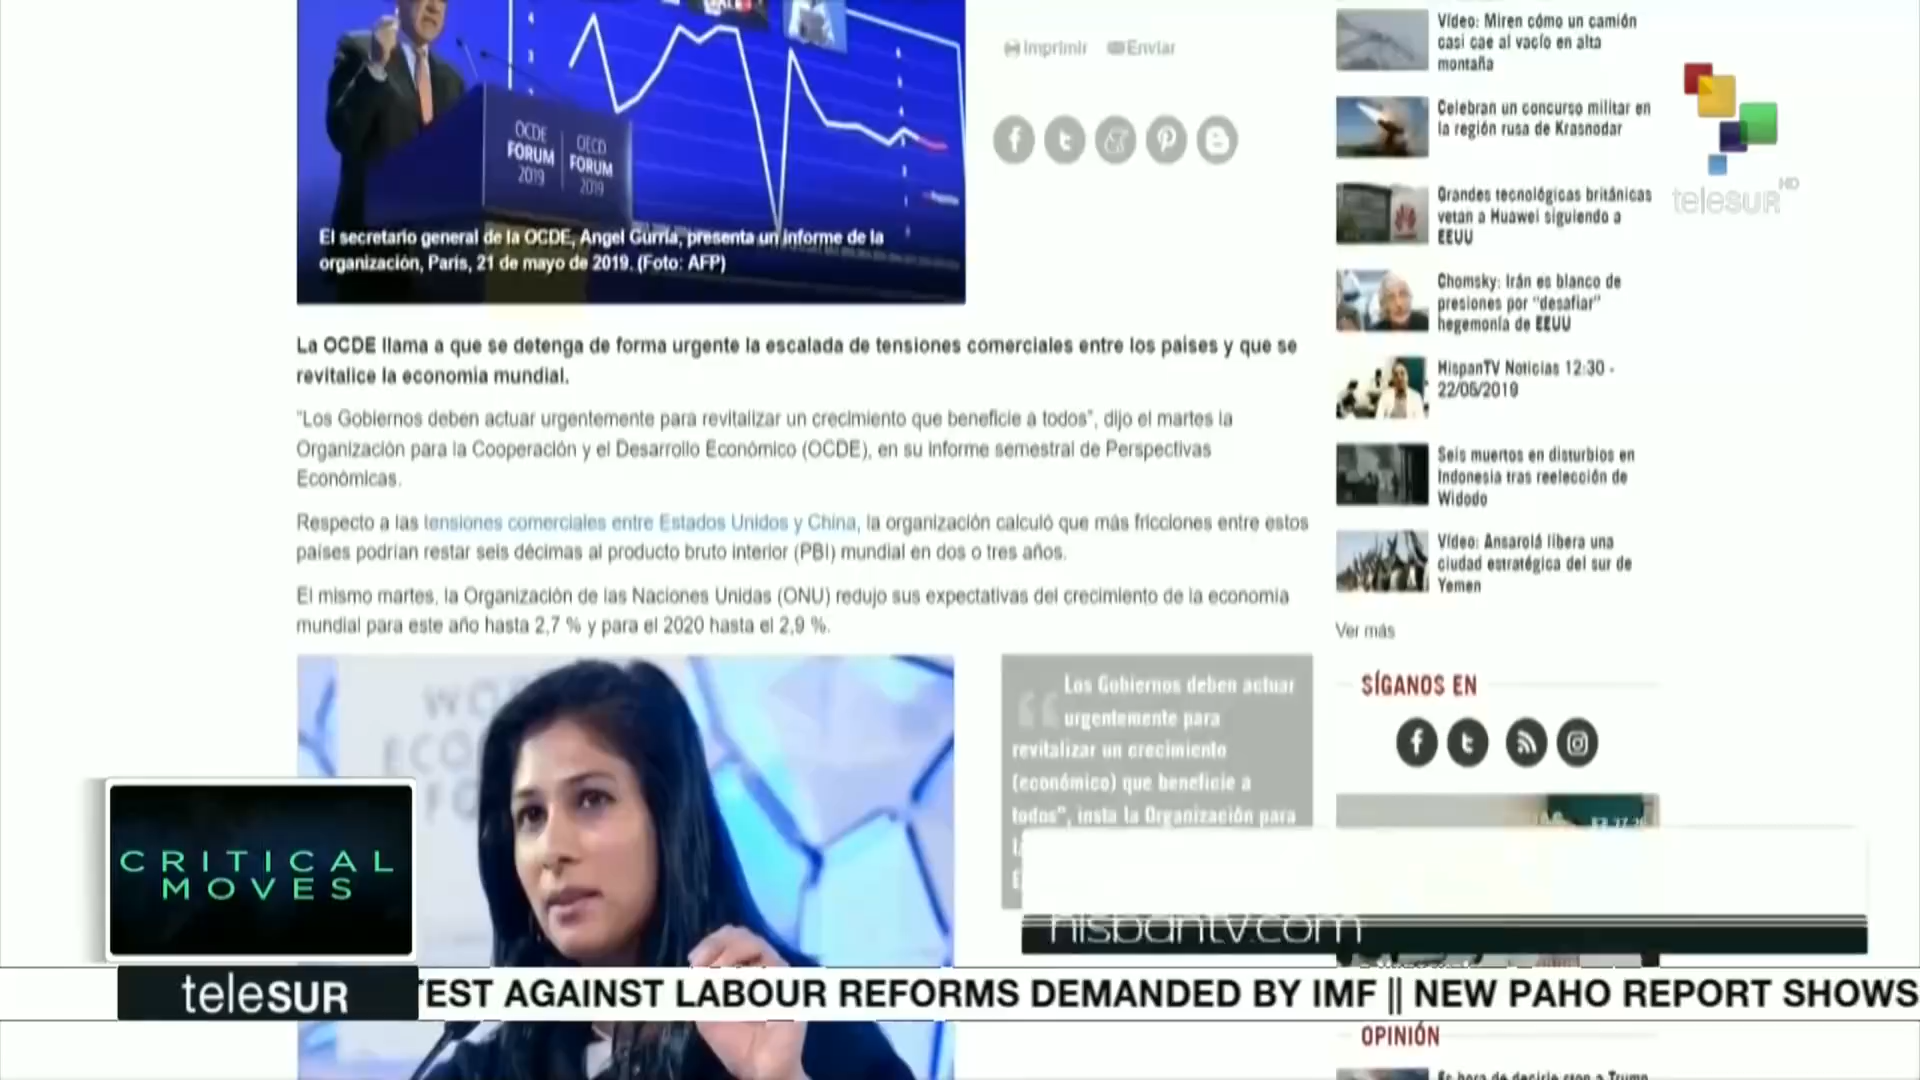 OCDE
FORUM
2019
OECD
FORUM
2019
El secretario general de la OCDE, Angel Gurría, presenta un informe de la
organización, París, 21 de mayo de 2019. (Foto: AFP)
Imprimir
Enviar
La OCDE llama a que se detenga de forma urgente la escalada de tensiones comerciales entre los países y que se
revitalice la economía mundial.
"Los Gobiernos deben actuar urgentemente para revitalizar un crecimiento que beneficie a todos", dijo el martes la
Organización para la Cooperación y el Desarrollo Económico (OCDE), en su informe semestral de Perspectivas
Económicas.
Respecto a las tensiones comerciales entre Estados Unidos y China, la organización calculó que más fricciones entre estos
países podrían restar seis décimas al producto bruto interior (PBI) mundial en dos o tres años.
El mismo martes, la Organización de las Naciones Unidas (ONU) redujo sus expectativas del crecimiento de la economía
mundial para este año hasta 2,7 % y para el 2020 hasta el 2,9 %.
Los Gobiernos deben actuar
urgentemente para
revitalizar un crecimiento
(económico) que beneficie a
todos", insta la Organización para
Vídeo: Miren cómo un camión
casi cae al vacío en alta
montaña
Celebran un concurso militar en
la región rusa de Krasnodar
Grandes tecnológicas británicas
vetan a Huawei siguiendo a
EEUU
Chomsky: Irán es blanco de
presiones por "desafiar"
hegemonía de EEUU
HispanTV Noticias 12:30 -
22/05/2019
Seis muertos en disturbios en
Indonesia tras reelección de
Widodo
Vídeo: Ansarolá libera una
ciudad estratégica del sur de
Yemen
Ver más
SÍGANOS EN
teleSUR HD
CRITICAL
MOVES
hispantv.com
teleSUR
TEST AGAINST LABOUR REFORMS DEMANDED BY IMF || NEW PAHO REPORT SHOWS
OPINIÓN
Es hora de decirle stop a Trump